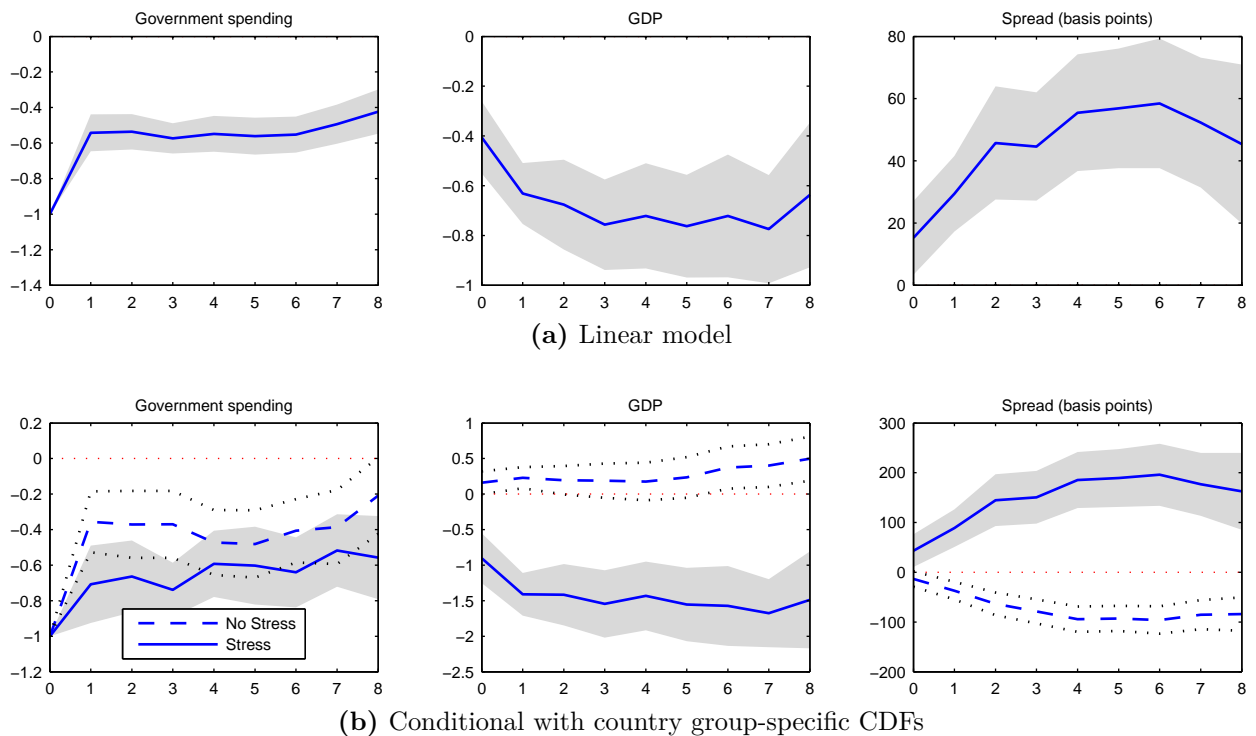 Government spending
GDP
Spread (basis points)
0
−0.2
−0.4
−0.6
−0.8
−1
−1.2
−1.4
0 1 2 3 4 5 6 7 8
0
−0.2
−0.4
−0.6
−0.8
−1
0 1 2 3 4 5 6 7 8
80
60
40
20
0
0 1 2 3 4 5 6 7 8
(a) Linear model
Government spending
GDP
Spread (basis points)
0.2
0
−0.2
−0.4
−0.6
−0.8
−1
−1.2
0 1 2 3 4 5 6 7 8
No Stress
Stress
1
0.5
0
−0.5
−1
−1.5
−2
−2.5
0 1 2 3 4 5 6 7 8
300
200
100
0
−100
−200
0 1 2 3 4 5 6 7 8
(b) Conditional with country group-specific CDFs